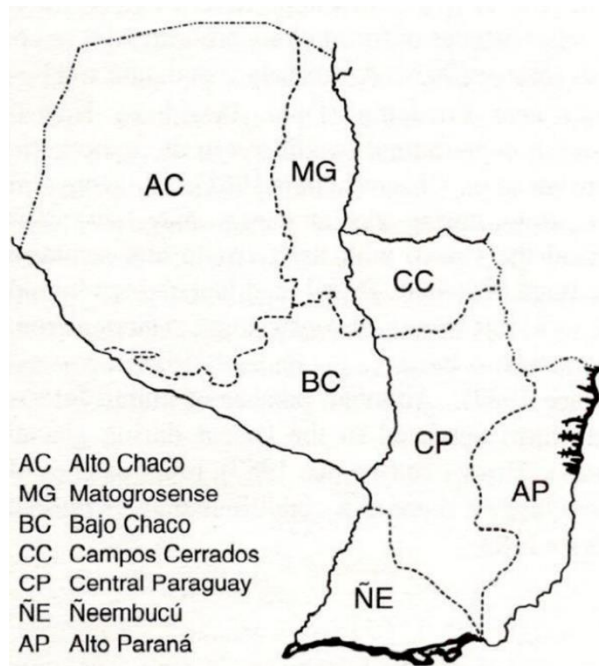 AC
MG
CC
BC
CP
AP
ÑE
AC Alto Chaco
MG Matogrosense
BC Bajo Chaco
CC Campos Cerrados
CP Central Paraguay
ÑE Ñeembucú
AP Alto Paraná